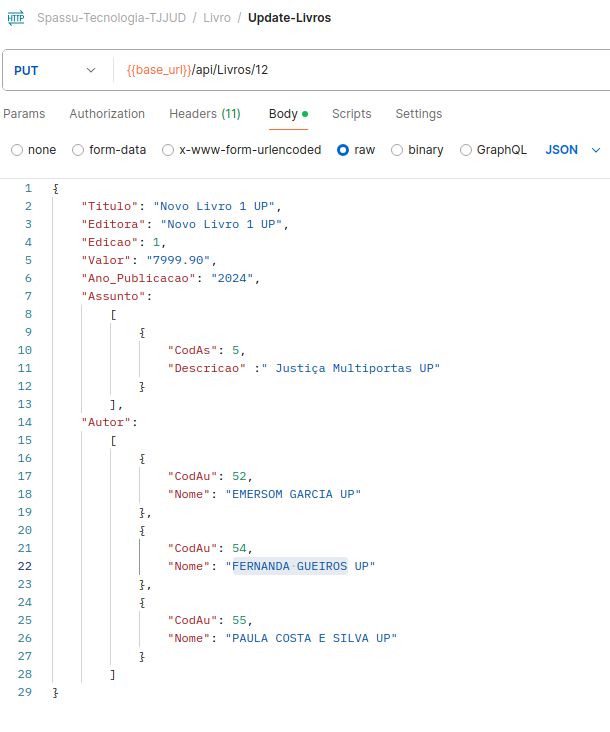 HTTP Spassu-Tecnologia-TJJUD / Livro / Update-Livros
PUT {{base_url}}/api/Livros/12
Params Authorization Headers (11) Body Scripts Settings
none form-data x-www-form-urlencoded raw binary GraphQL JSON
1 {
2 "Titulo": "Novo Livro 1 UP",
3 "Editora": "Novo Livro 1 UP",
4 "Edicao": 1,
5 "Valor": "7999.90",
6 "Ano_Publicacao": "2024",
7 "Assunto":
8 [
9 {
10 "CodAs": 5,
11 "Descricao" :" Justiça Multiportas UP"
12 }
13 ],
14 "Autor":
15 [
16 {
17 "CodAu": 52,
18 "Nome": "EMERSOM GARCIA UP"
19 },
20 {
21 "CodAu": 54,
22 "Nome": "FERNANDA GUEIROS UP"
23 },
24 {
25 "CodAu": 55,
26 "Nome": "PAULA COSTA E SILVA UP"
27 }
28 ]
29 }